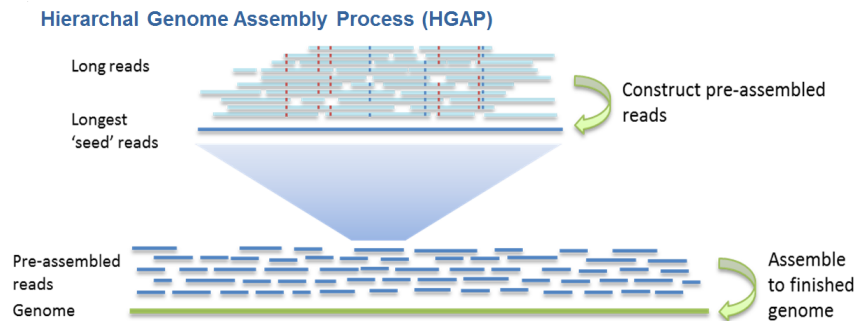 Hierarchal Genome Assembly Process (HGAP)
Long reads
Construct pre-assembled
reads
Longest
‘seed’ reads
Pre-assembled
reads
Assemble
to finished
genome
Genome